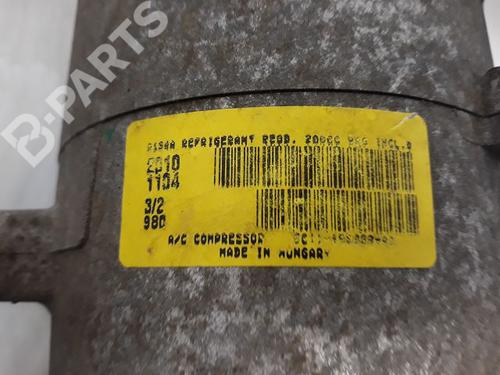 B-PARTS
R134A REFRIGERANT REQD. 200CC PAG INCL.D
2010
1104
3/2
980
A/C COMPRESSOR
MADE IN HUNGARY